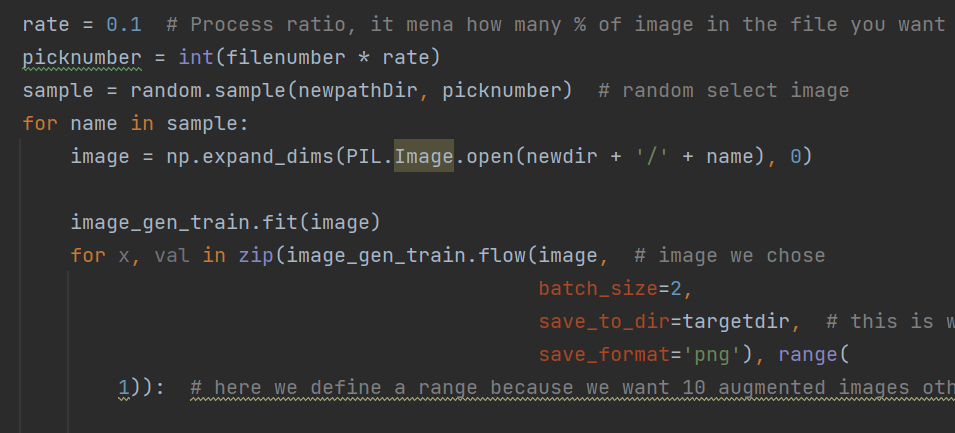 rate = 0.1  # Process ratio, it mena how many % of image in the file you want
picknumber = int(filenumber * rate)
sample = random.sample(newpathDir, picknumber)  # random select image
for name in sample:
    image = np.expand_dims(PIL.Image.open(newdir + '/' + name), 0)
    image_gen_train.fit(image)
    for x, val in zip(image_gen_train.flow(image,  # image we chose
                                           batch_size=2,
                                           save_to_dir=targetdir,  # this is
                                           save_format='png'), range(
        1)):  # here we define a range because we want 10 augmented images